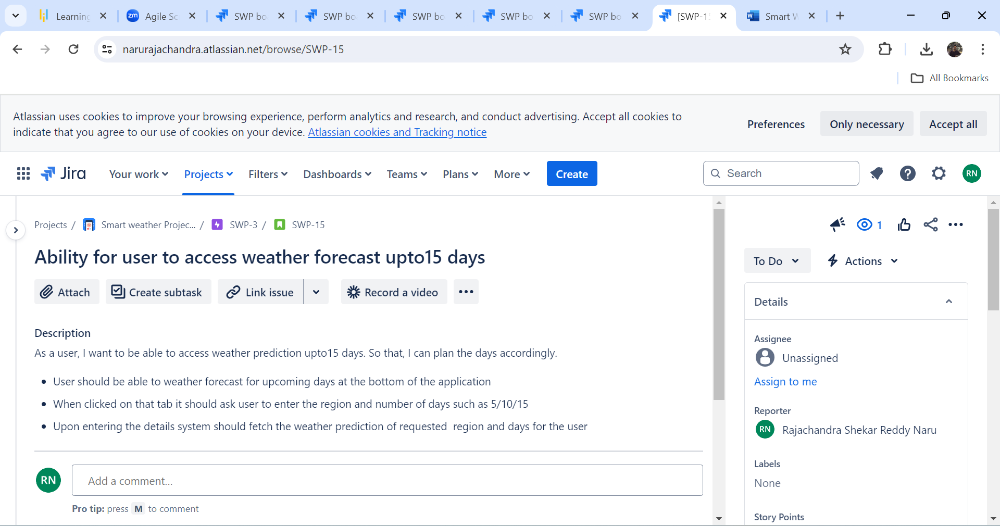 Learning
Agile Sc
SWP bo
SWP bo
SWP bo
SWP bo
SWP bo
[SWP-15
Smart W
narurajachandra.atlassian.net/browse/SWP-15
All Bookmarks
Atlassian uses cookies to improve your browsing experience, perform analytics and research, and conduct advertising. Accept all cookies to
indicate that you agree to our use of cookies on your device. Atlassian cookies and Tracking notice
Preferences
Only necessary
Accept all
Jira
Your work
Projects
Filters
Dashboards
Teams
Plans
More
Create
Search
RN
Projects / Smart weather Projec... / SWP-3 / SWP-15
1
Ability for user to access weather forecast upto15 days
To Do
Actions
Attach
Create subtask
Link issue
Record a video
Details
Description
As a user, I want to be able to access weather prediction upto15 days. So that, I can plan the days accordingly.
• User should be able to weather forecast for upcoming days at the bottom of the application
• When clicked on that tab it should ask user to enter the region and number of days such as 5/10/15
• Upon entering the details system should fetch the weather prediction of requested  region and days for the user
Assignee
Unassigned
Assign to me
Reporter
RN Rajachandra Shekar Reddy Naru
Labels
None
Story Points
RN
Add a comment...
Pro tip: press M to comment